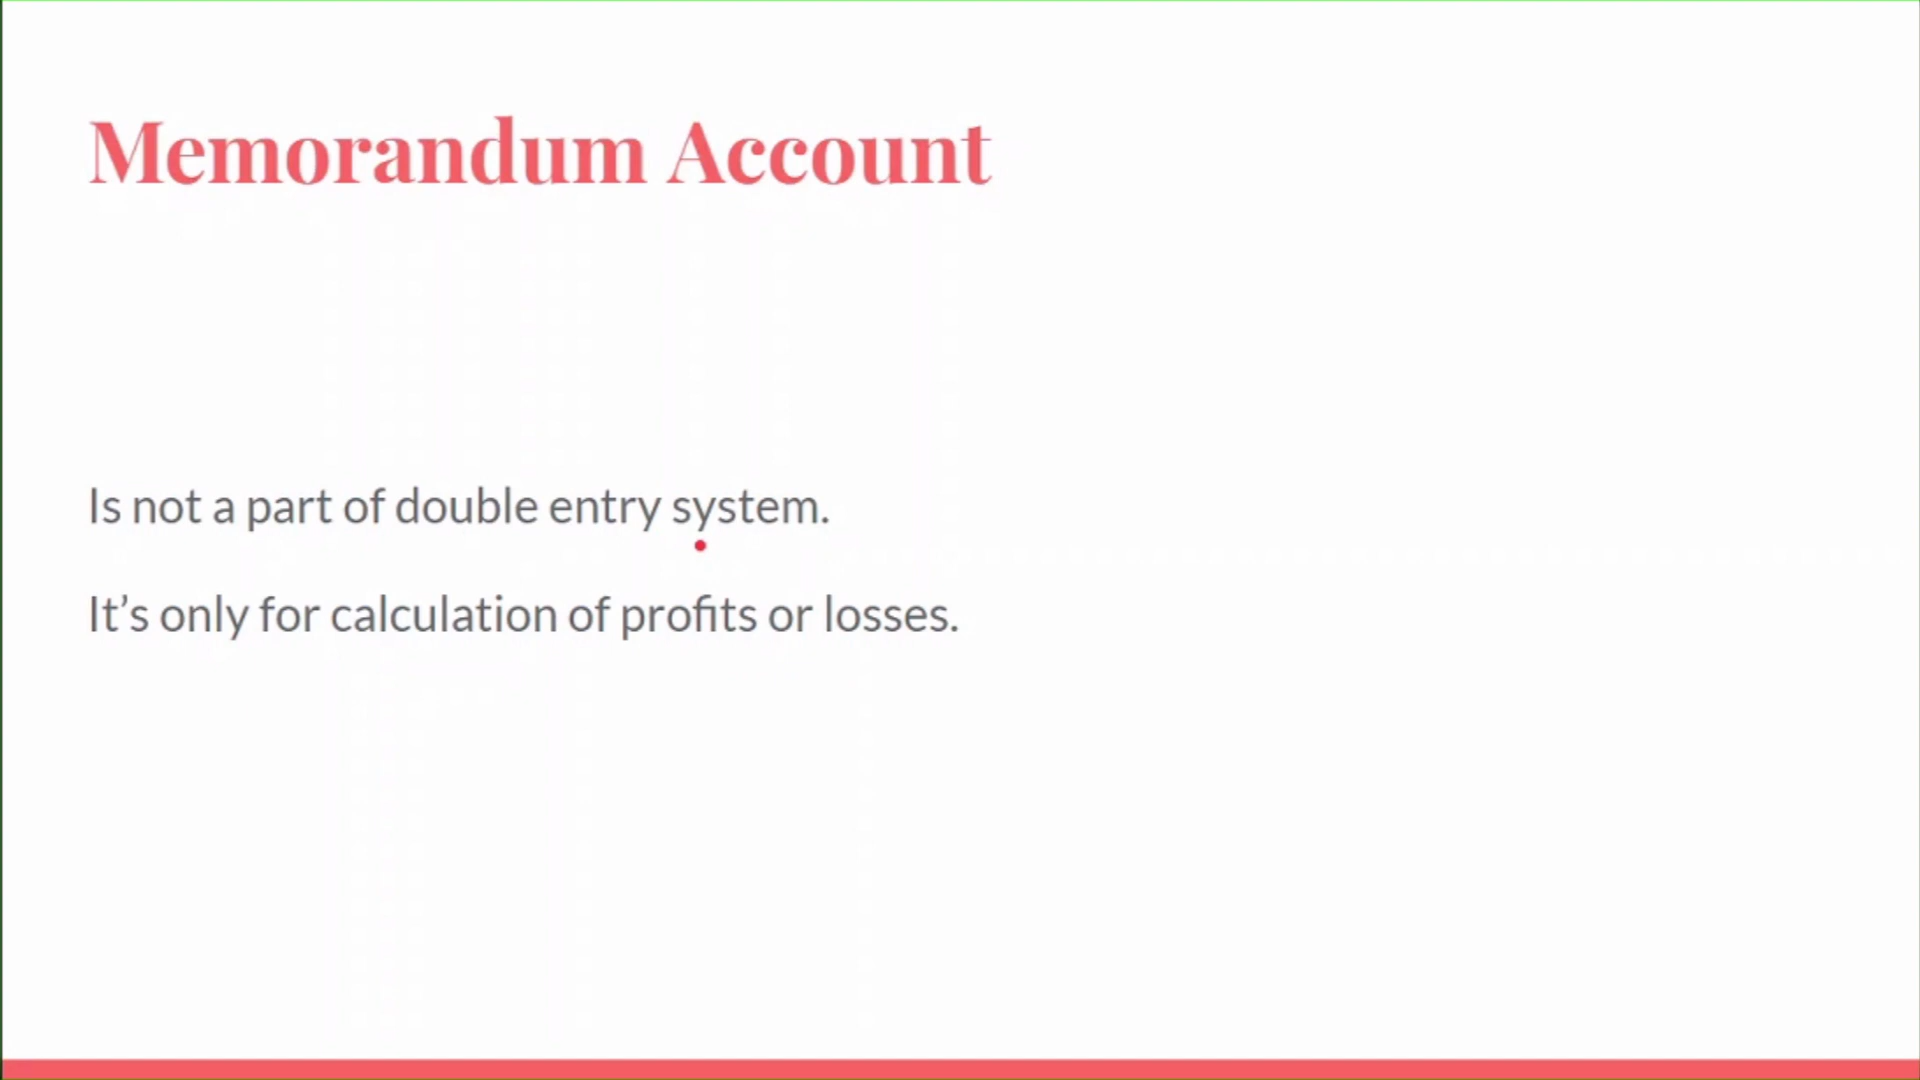 Memorandum Account
Is not a part of double entry system.
It’s only for calculation of profits or losses.